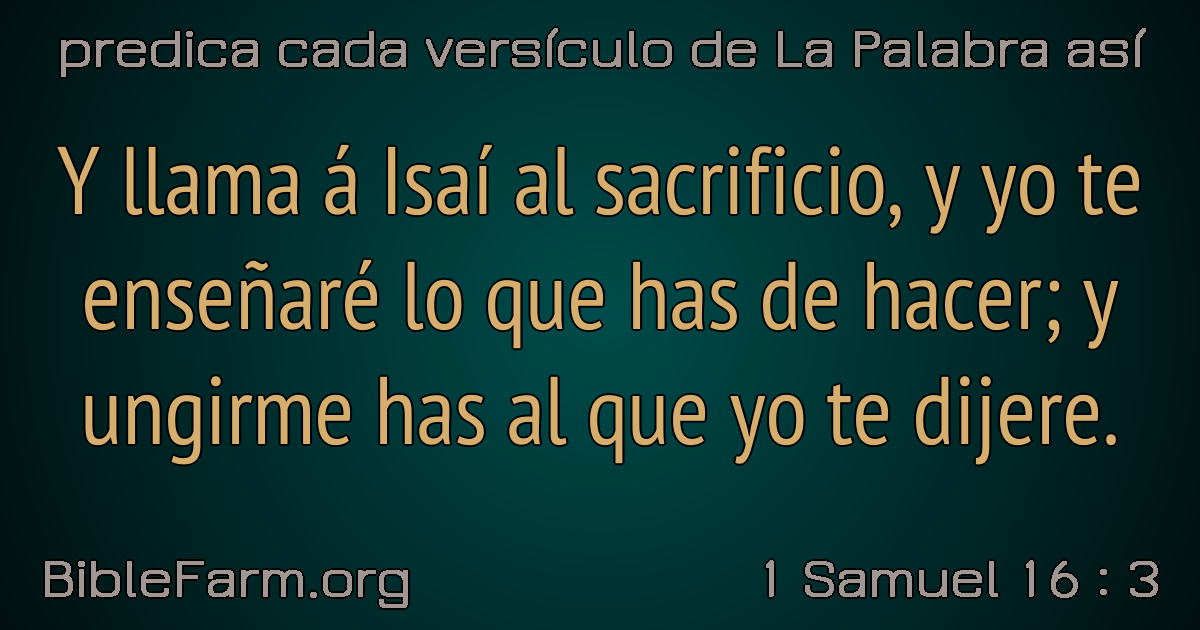 predica cada versículo de La Palabra así
Y llama á Isaí al sacrificio, y yo te
enseñaré lo que has de hacer; y
ungirme has al que yo te dijere.
BibleFarm.org
1 Samuel 16 : 3